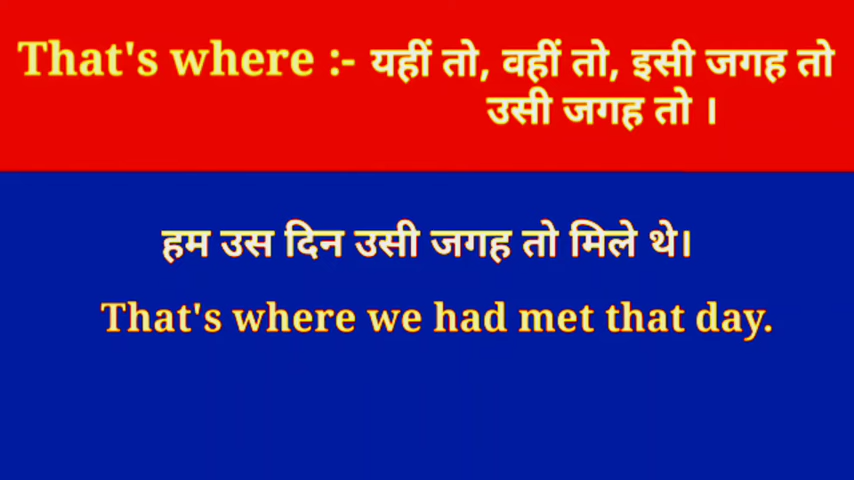 That's where :- यहीं तो, वहीं तो, इसी जगह तो
उसी जगह तो ।
हम उस दिन उसी जगह तो मिले थे।
That's where we had met that day.